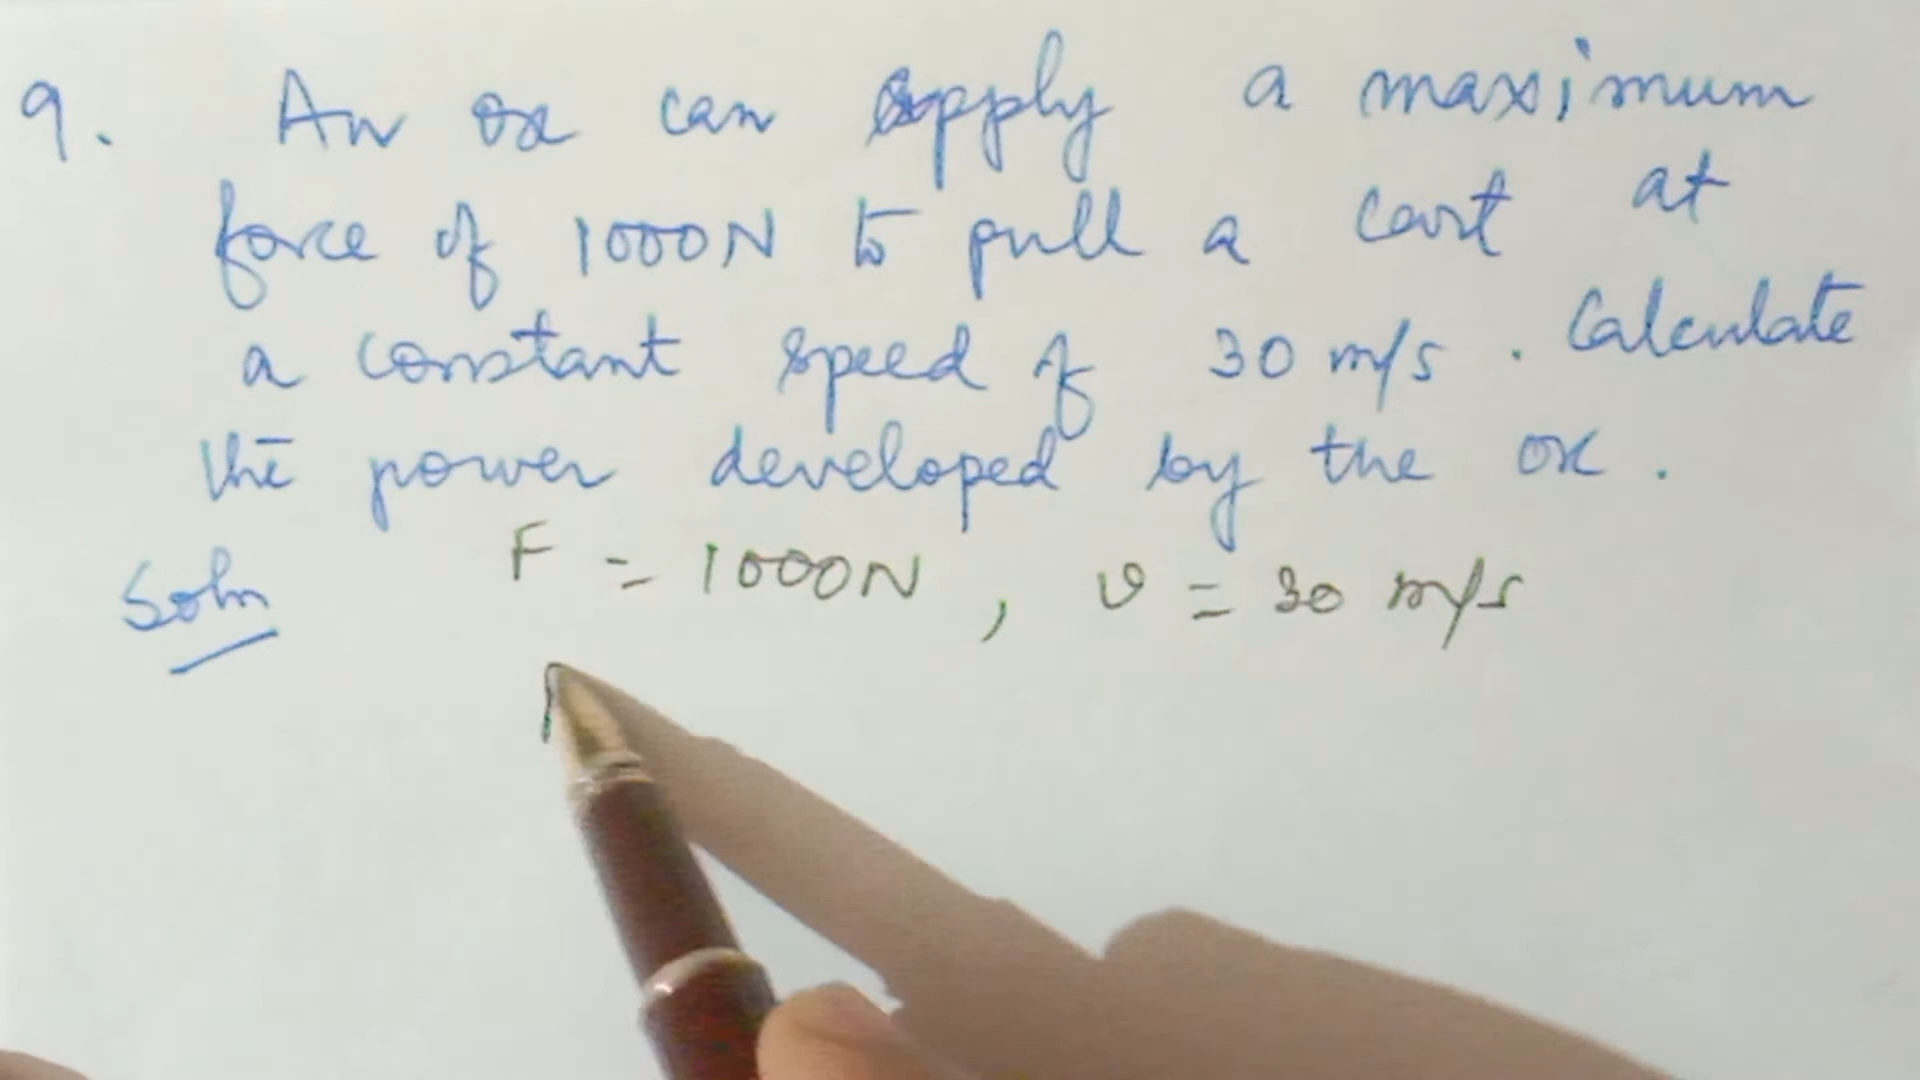 9. An ox can apply a maximum
force of 1000N to pull a cart at
a constant speed of 30 m/s. Calculate
the power developed by the ox.
Soln F = 1000N, v = 30 m/s